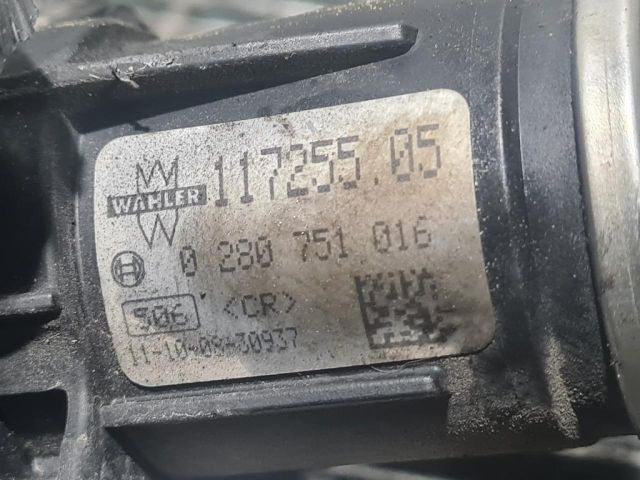 WAHLER 117255.05
0 280 751 016
506 <CR>
11-10-08-30937